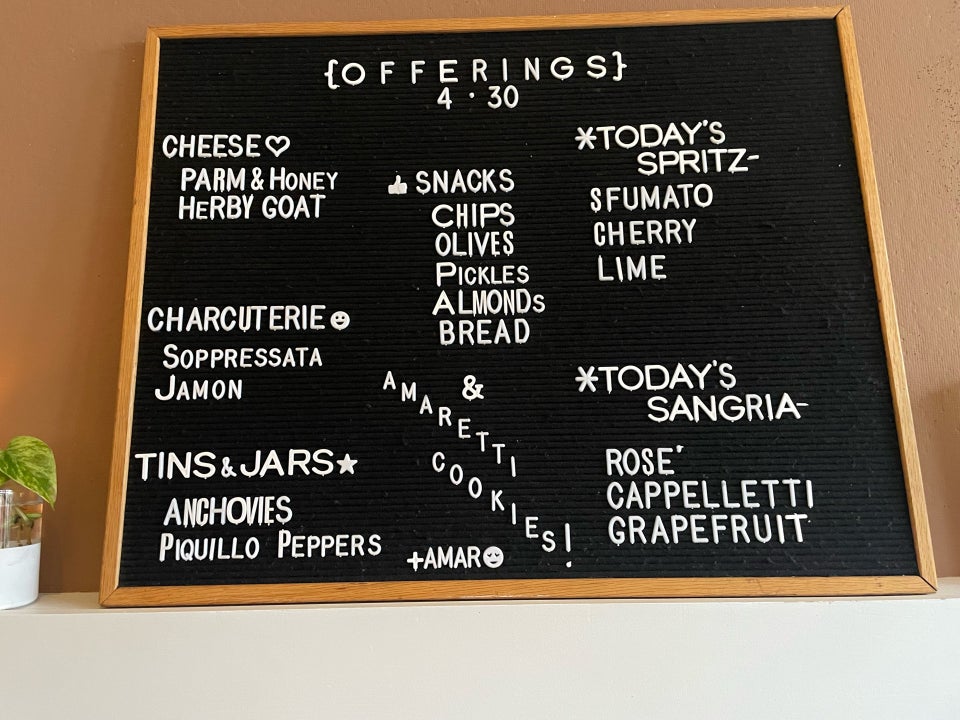 {OFFERINGS}
4 · 30
CHEESE♡
PARM & HONEY
HERBY GOAT
CHARCUTERIE☻
SOPPRESSATA
JAMON
TINS & JARS★
ANCHOVIES
PIQUILLO PEPPERS
👍SNACKS
CHIPS
OLIVES
PICKLES
ALMONDS
BREAD
&
AMARETTI
COOKIES!
+AMAR☻
*TODAY'S
SPRITZ-
SFUMATO
CHERRY
LIME
*TODAY'S
SANGRIA-
ROSE'
CAPPELLETTI
GRAPEFRUIT